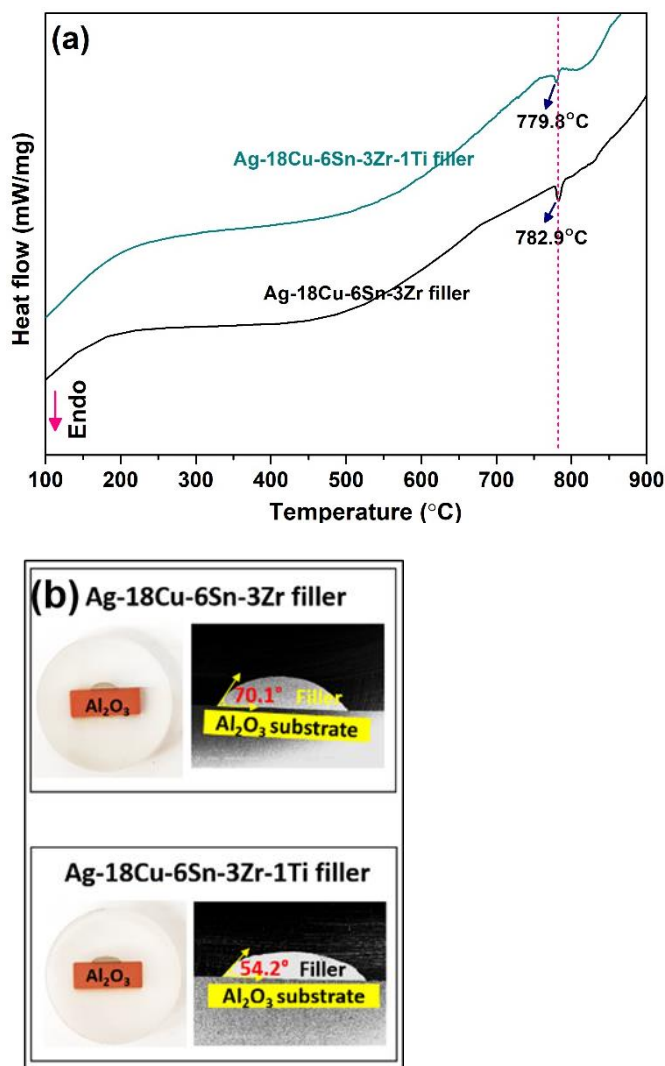 (a)
Heat flow (mW/mg)
779.8°C
Ag-18Cu-6Sn-3Zr-1Ti filler
782.9°C
Ag-18Cu-6Sn-3Zr filler
Endo
100 200 300 400 500 600 700 800 900
Temperature (°C)
(b) Ag-18Cu-6Sn-3Zr filler
Al₂O₃
70.1° Filler
Al₂O₃ substrate
Ag-18Cu-6Sn-3Zr-1Ti filler
Al₂O₃
54.2° Filler
Al₂O₃ substrate